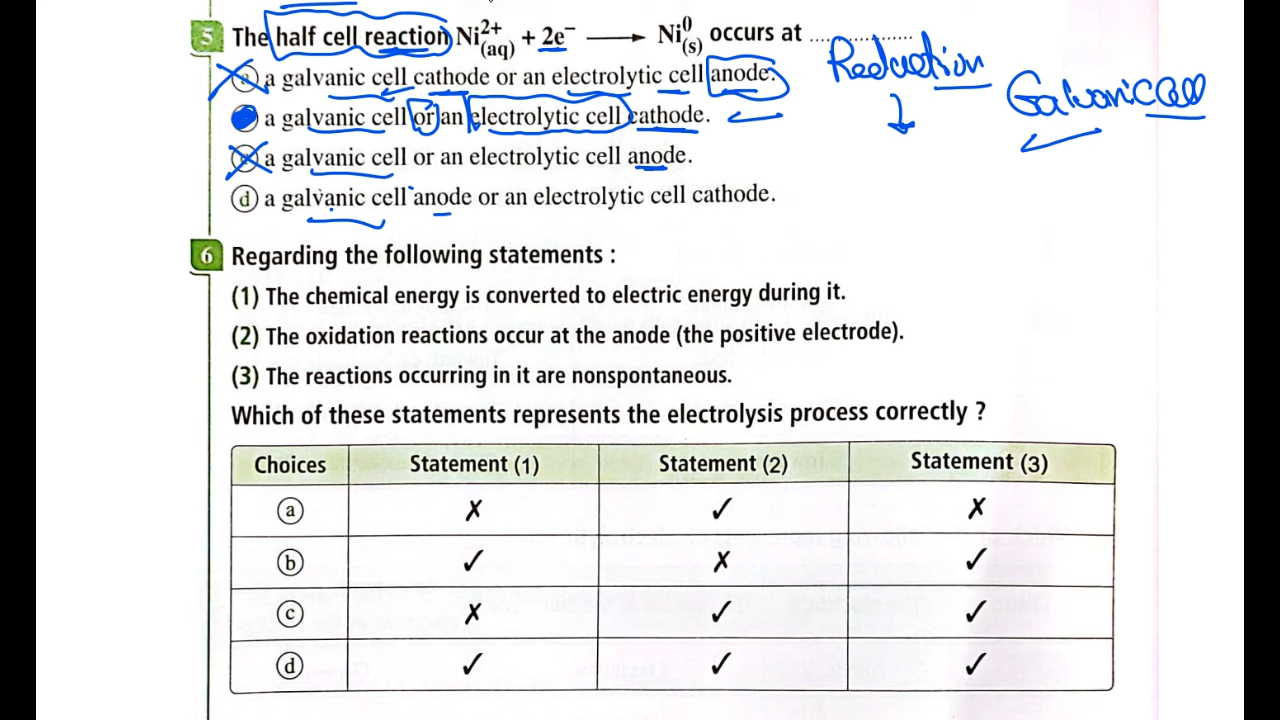 5 The half cell reaction Ni²⁺(aq) + 2e⁻ ⟶ Ni⁰(s) occurs at ..................
Reduction
Galvanic Cell
a galvanic cell cathode or an electrolytic cell anode.
a galvanic cell or an electrolytic cell cathode.
a galvanic cell or an electrolytic cell anode.
d a galvanic cell anode or an electrolytic cell cathode.
6 Regarding the following statements :
(1) The chemical energy is converted to electric energy during it.
(2) The oxidation reactions occur at the anode (the positive electrode).
(3) The reactions occurring in it are nonspontaneous.
Which of these statements represents the electrolysis process correctly ?
Choices Statement (1) Statement (2) Statement (3)
a ✗ ✓ ✗
b ✓ ✗ ✓
c ✗ ✓ ✓
d ✓ ✓ ✓